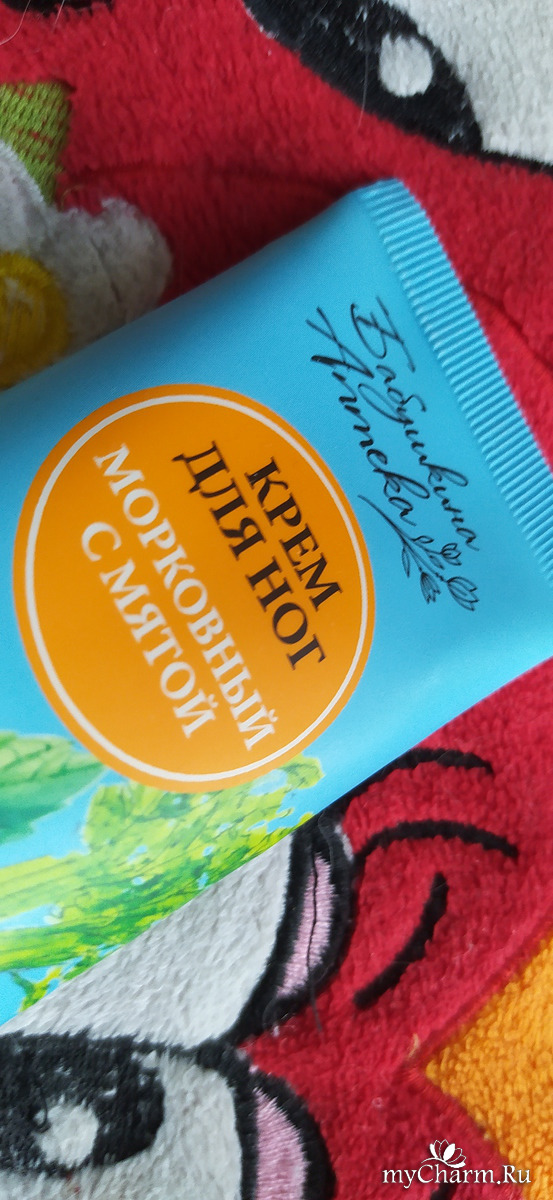 Бабушкина
Аптека
КРЕМ
ДЛЯ НОГ
МОРКОВНЫЙ
С МЯТОЙ
myCharm.Ru